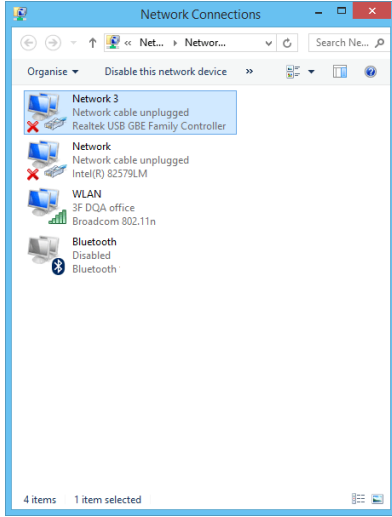 Network Connections
« Net... Networ...
Search Ne...
Organise Disable this network device »
Network 3
Network cable unplugged
Realtek USB GBE Family Controller
Network
Network cable unplugged
Intel(R) 82579LM
WLAN
3F DQA office
Broadcom 802.11n
Bluetooth
Disabled
Bluetooth
4 items 1 item selected